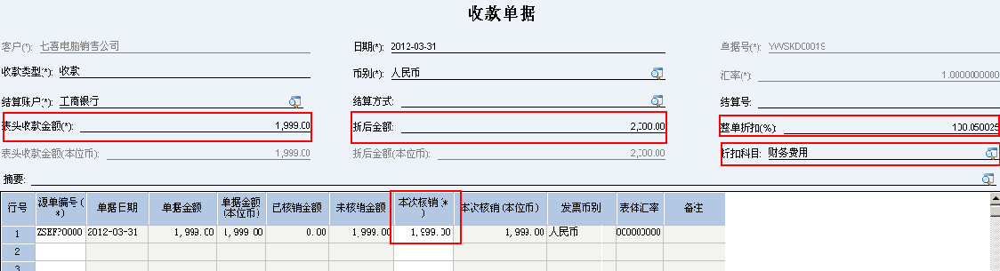 收款单据
客户(*): 七喜电脑销售公司 日期(*): 2012-03-31 单据号(*): YWSKD00019
收款类型(*): 收款 币别(*): 人民币 汇率(*): 1.0000000000
结算账户(*): 工商银行 结算方式: 结算号:
表头收款金额(*): 1,999.00 折后金额: 2,000.00 整单折扣(%): 100.050025
表头收款金额(本位币) 1,999.00 折后金额(本位币): 2,000.00 折扣科目: 财务费用
摘要:
行号 源单编号(*) 单据日期 单据金额 单据金额(本位币) 已核销金额 未核销金额 本次核销(*) 本次核销(本位币) 发票币别 表体汇率 备注
1 2012-03-31 1,999.00 1,999.00 0.00 1,999.00 1,999.00 1,999.00 人民币 000000000
2
3